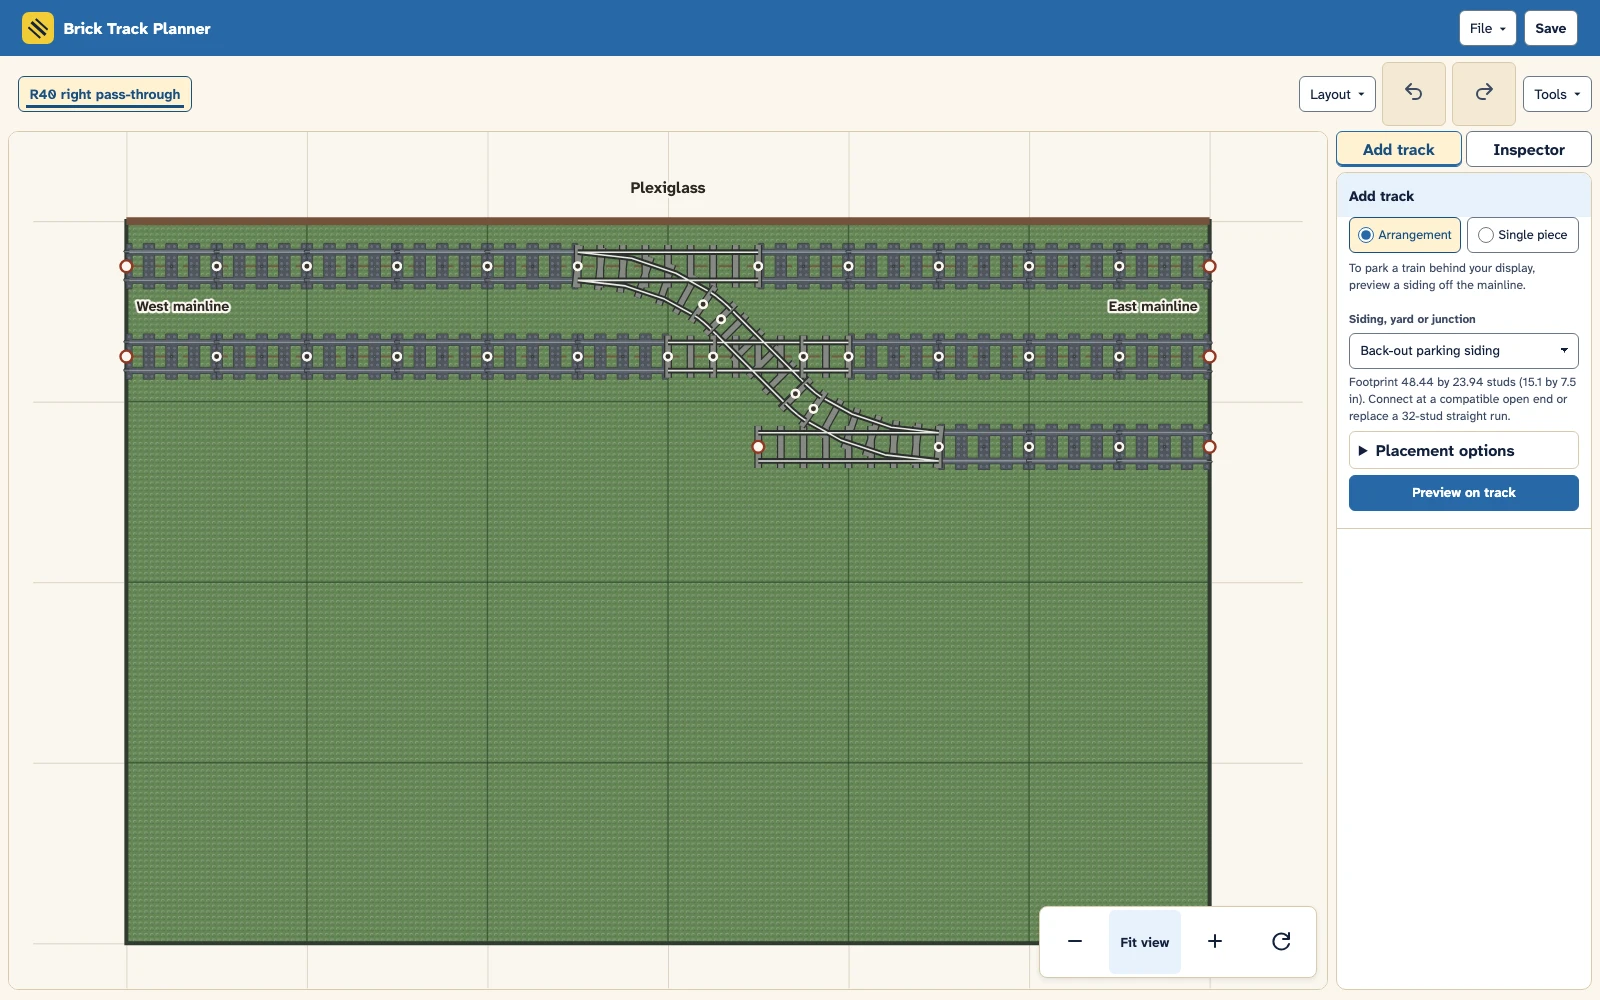 Brick Track Planner
File
Save
R40 right pass-through
Layout
Tools
Add track
Inspector
Plexiglass
West mainline
East mainline
Add track
Arrangement
Single piece
To park a train behind your display,
preview a siding off the mainline.
Siding, yard or junction
Back-out parking siding
Footprint 48.44 by 23.94 studs (15.1 by 7.5
in). Connect at a compatible open end or
replace a 32-stud straight run.
Placement options
Preview on track
Fit view